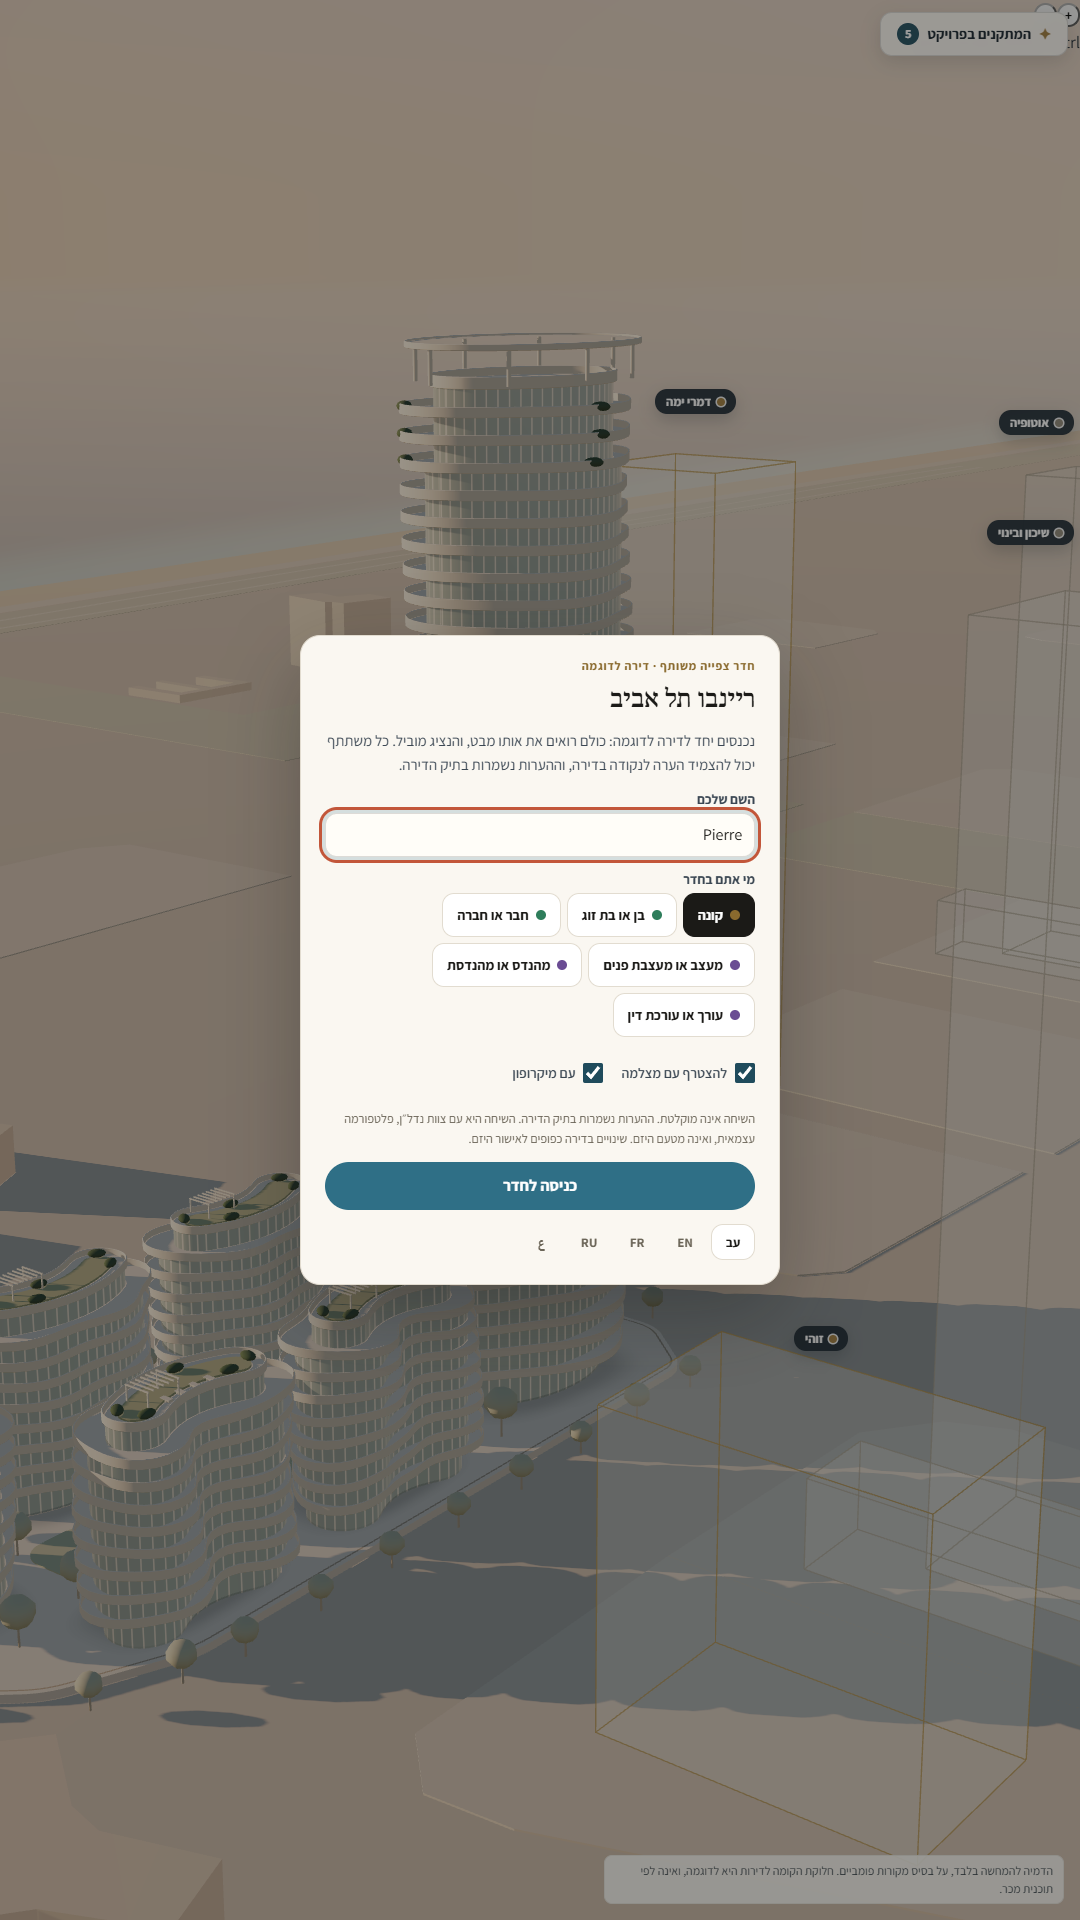 המתקנים בפרויקט 5
+
דמרי ימה
אוטופיה
שיכון ובינוי
חדר צפייה משותף · דירה לדוגמה
ריינבו תל אביב
נכנסים יחד לדירה לדוגמה: כולם רואים את אותו מבט, והנציג מוביל. כל משתתף
יכול להצמיד הערה לנקודה בדירה, וההערות נשמרות בתיק הדירה.
השם שלכם
Pierre
מי אתם בחדר
קונה
בן או בת זוג
חבר או חברה
מעצב או מעצבת פנים
מהנדס או מהנדסת
עורך או עורכת דין
להצטרף עם מצלמה
עם מיקרופון
השיחה אינה מוקלטת. ההערות נשמרות בתיק הדירה. השיחה היא עם צוות נדל״ן, פלטפורמה
עצמאית, ואינה מטעם היזם. שינויים בדירה כפופים לאישור היזם.
כניסה לחדר
עב EN FR RU ع
זוהי
הדמיה להמחשה בלבד, על בסיס מקורות פומביים. חלוקת הקומה לדירות היא לדוגמה, ואינה לפי
תוכנית מכר.